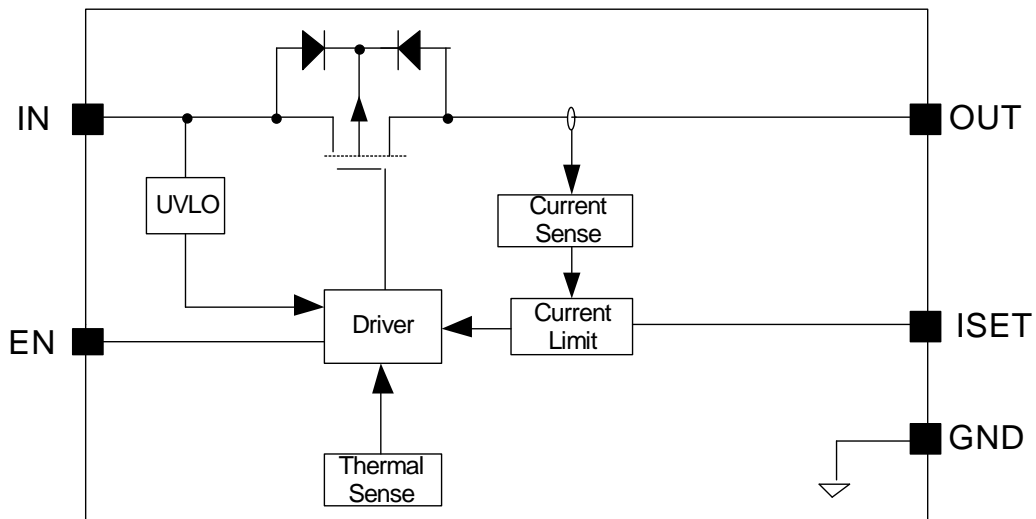 IN
OUT
UVLO
Current
Sense
EN
Driver
Current
Limit
ISET
GND
Thermal
Sense